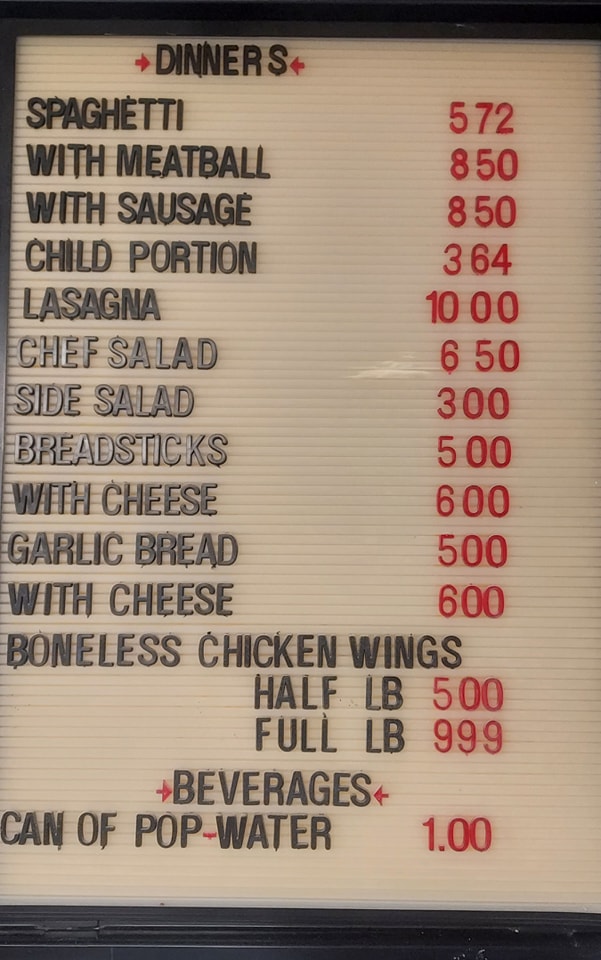 DINNERS
SPAGHETTI 572
WITH MEATBALL 850
WITH SAUSAGE 850
CHILD PORTION 364
LASAGNA 1000
CHEF SALAD 650
SIDE SALAD 300
BREADSTICKS 500
WITH CHEESE 600
GARLIC BREAD 500
WITH CHEESE 600
BONELESS CHICKEN WINGS
HALF LB 500
FULL LB 999
BEVERAGES
CAN OF POP-WATER 1.00